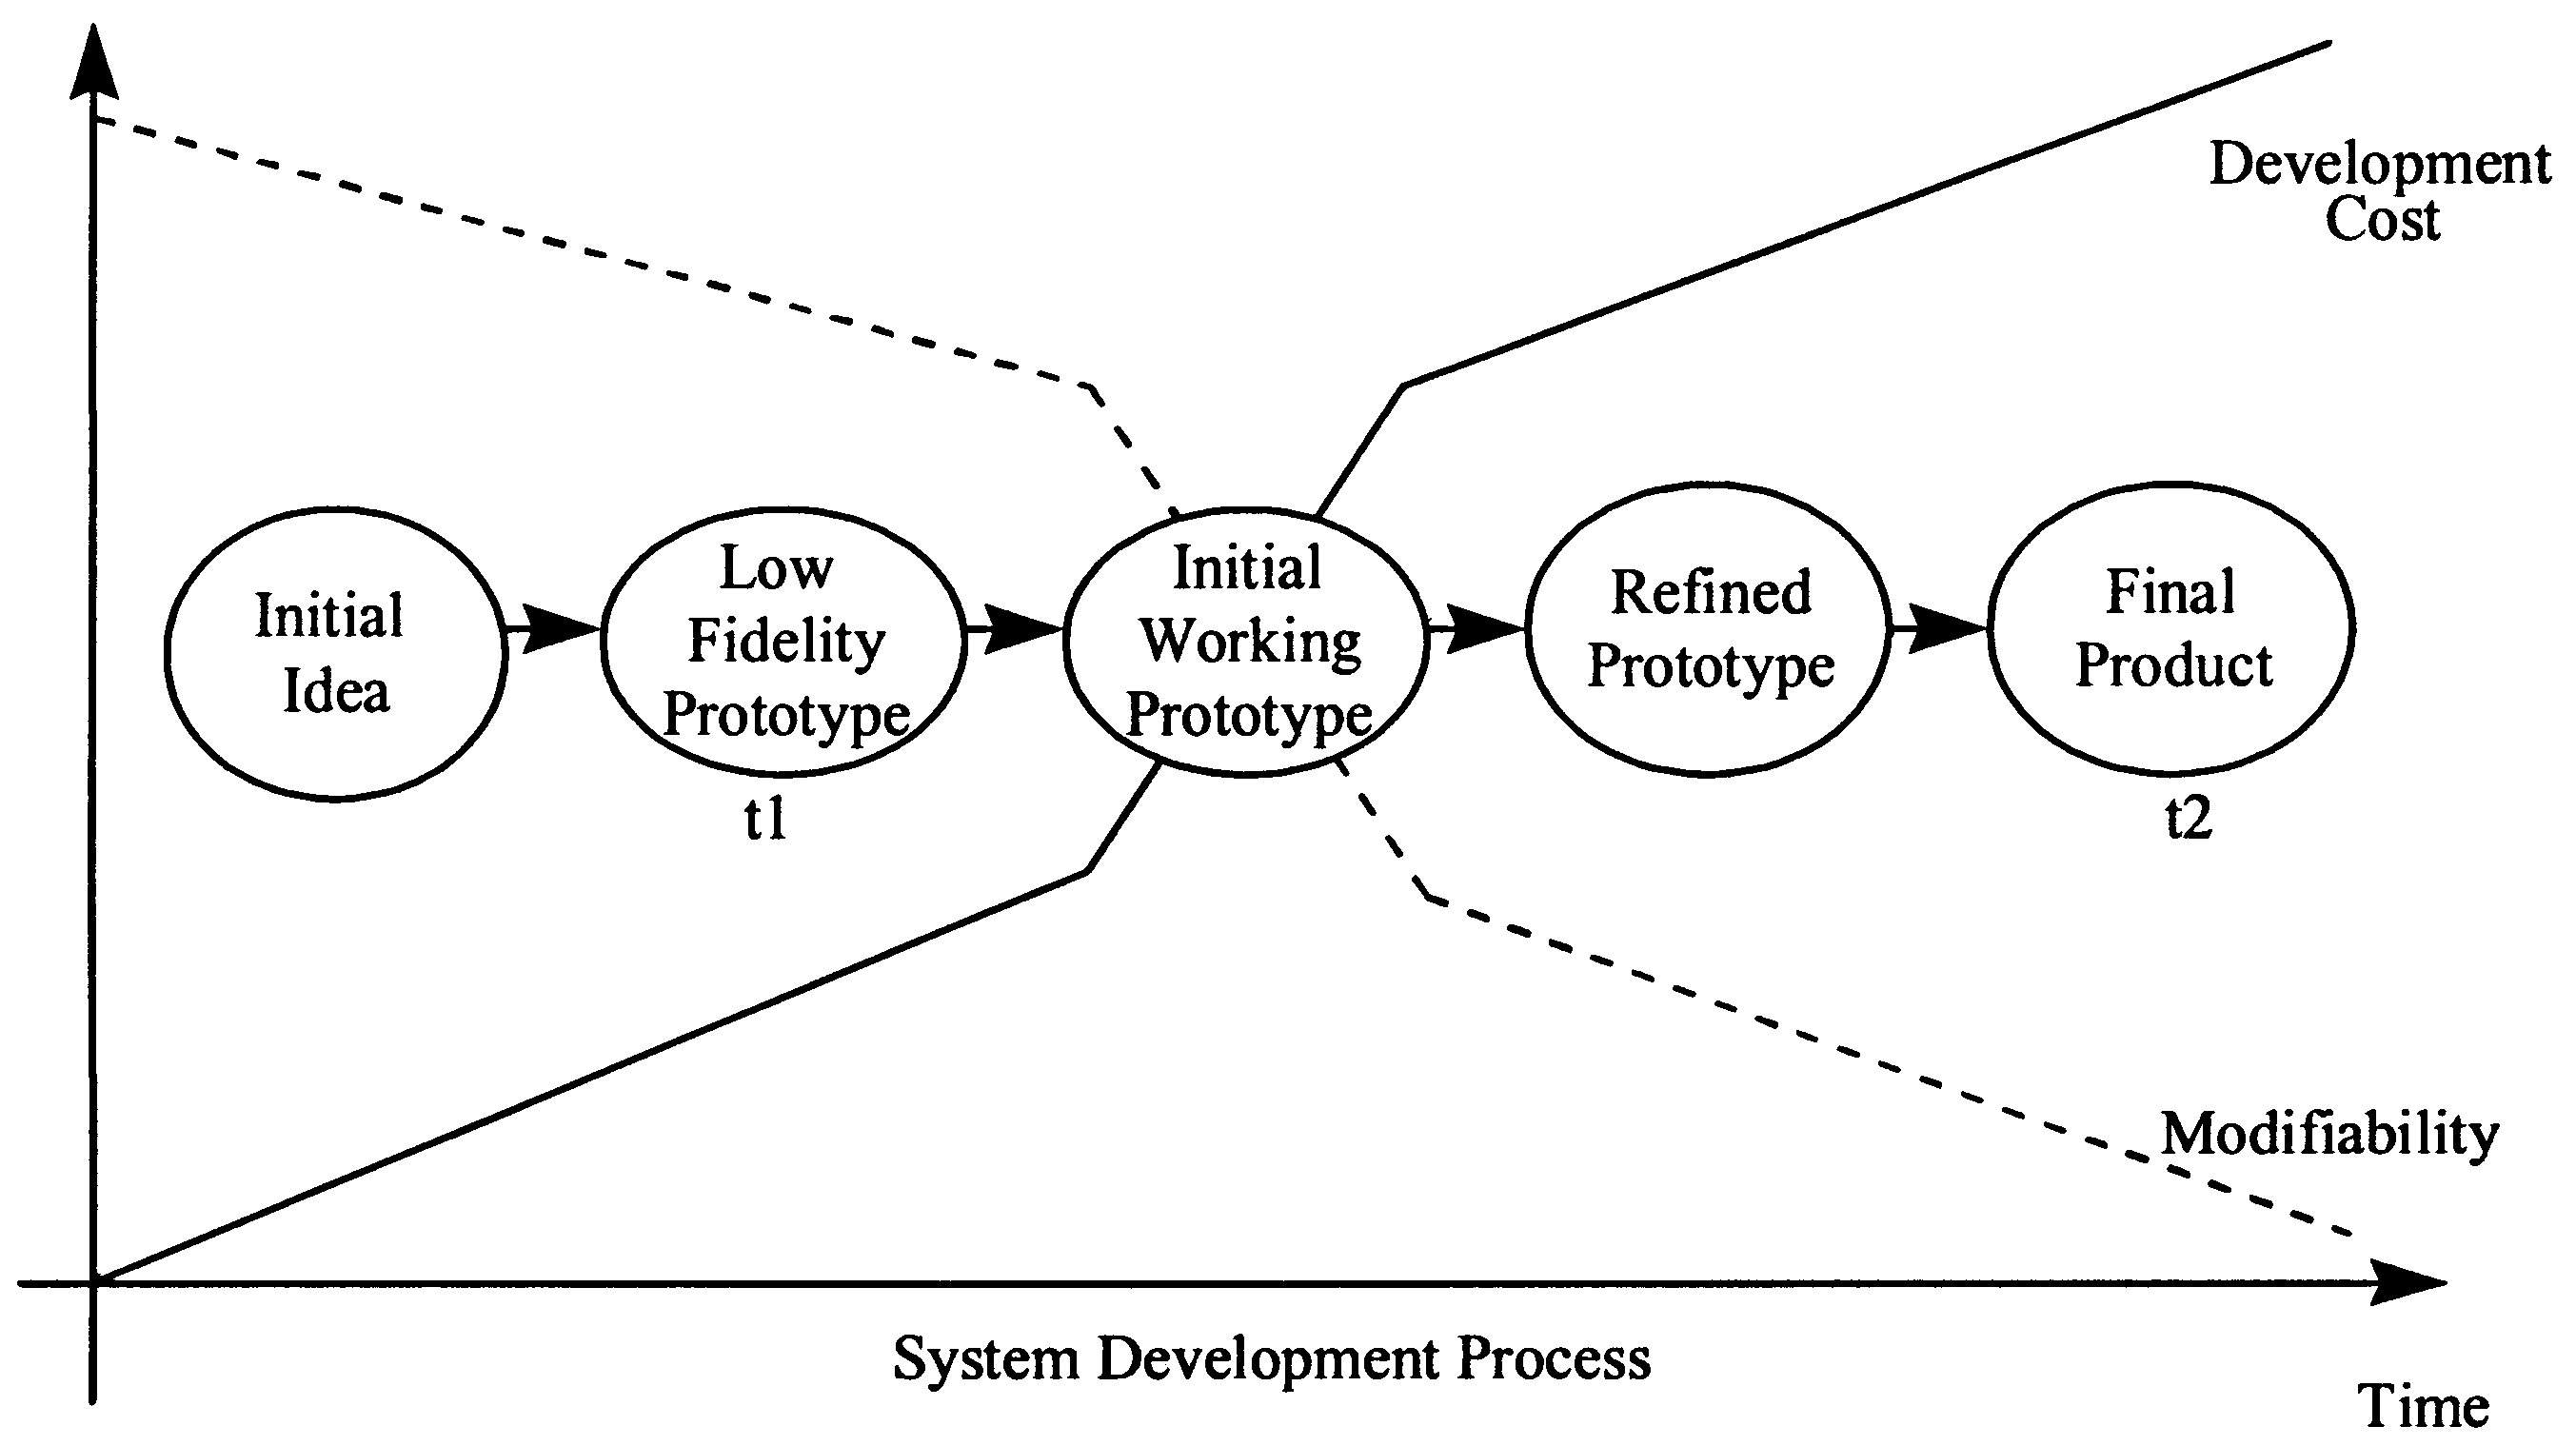 Development
Cost
Initial
Idea
Low
Fidelity
Prototype
t1
Initial
Working
Prototype
Refined
Prototype
Final
Product
t2
Modifiability
System Development Process
Time